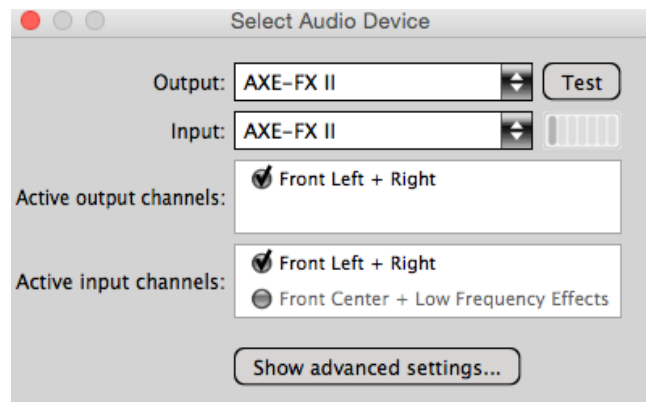 Select Audio Device
Output: AXE-FX II Test
Input: AXE-FX II
Active output channels: Front Left + Right
Active input channels: Front Left + Right
Front Center + Low Frequency Effects
Show advanced settings...